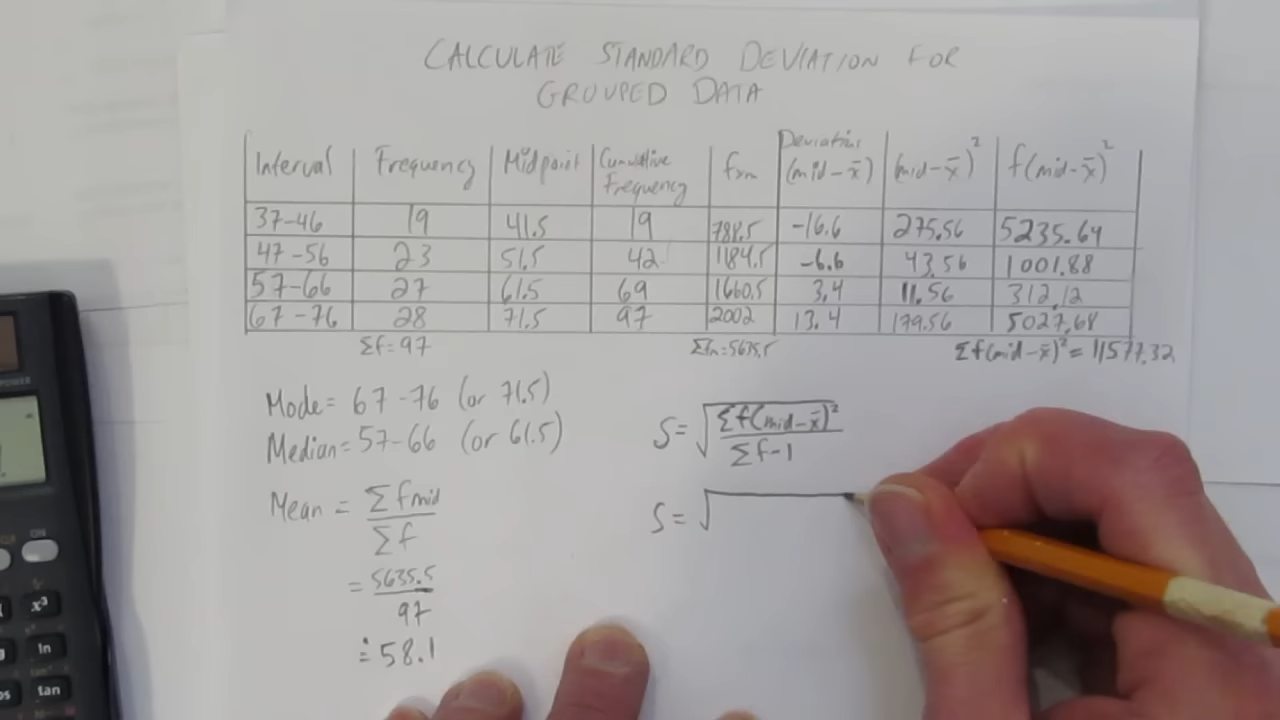 CALCULATE STANDARD DEVIATION FOR
GROUPED DATA
Interval Frequency Midpoint Cumulative Frequency fxm Deviations (mid-x̄) (mid-x̄)² f(mid-x̄)²
37-46 19 41.5 19 788.5 -16.6 275.56 5235.64
47-56 23 51.5 42 1184.5 -6.6 43.56 1001.88
57-66 27 61.5 69 1660.5 3.4 11.56 312.12
67-76 28 71.5 97 2002 13.4 179.56 5027.68
Σf=97 Σfm=5635.5 Σf(mid-x̄)²=11577.32
Mode= 67-76 (or 71.5)
Median=57-66 (or 61.5)
Mean = Σfmid
Σf
= 5635.5
97
≐ 58.1
S= √Σf(mid-x̄)²
Σf-1
S= √
ON
x³
ln
tan